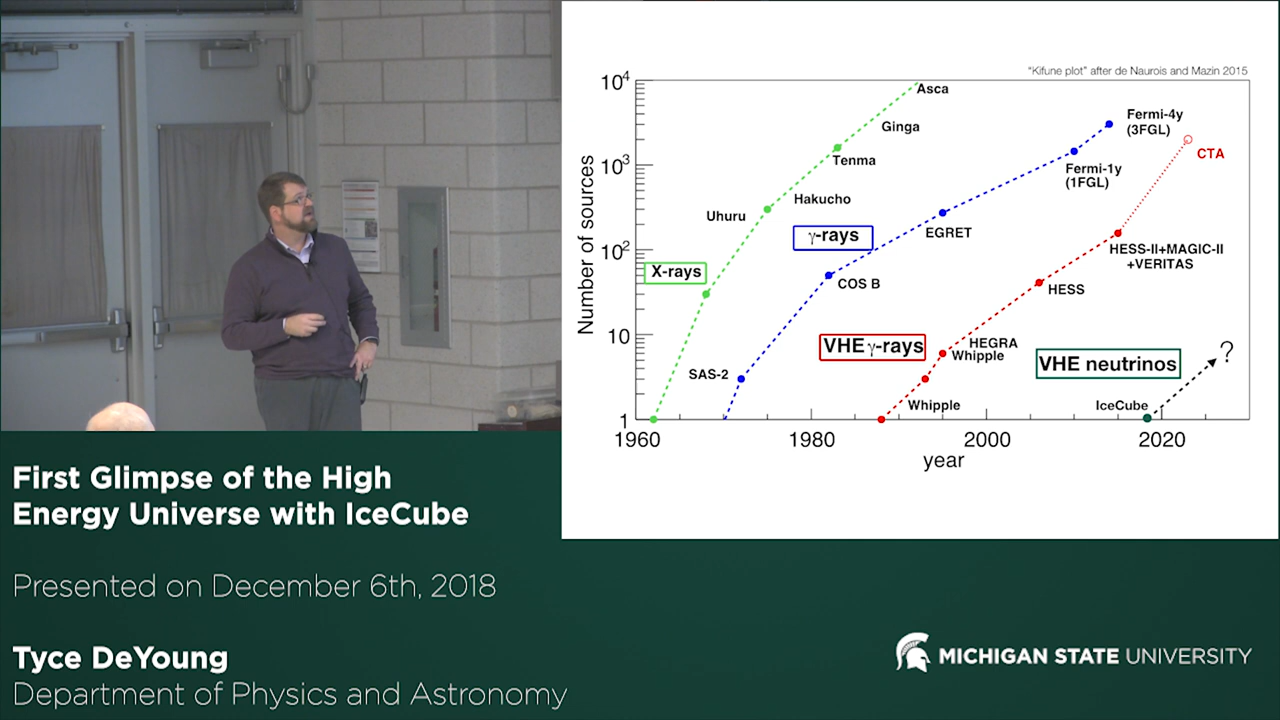 "Kifune plot" after de Naurois and Mazin 2015
10⁴
10³
10²
10
1
Number of sources
1960
1980
2000
2020
year
X-rays
γ-rays
VHE γ-rays
VHE neutrinos
Asca
Ginga
Tenma
Hakucho
Uhuru
Fermi-4y
(3FGL)
Fermi-1y
(1FGL)
EGRET
COS B
SAS-2
CTA
HESS-II+MAGIC-II
+VERITAS
HESS
HEGRA
Whipple
Whipple
IceCube
?
First Glimpse of the High
Energy Universe with IceCube
Presented on December 6th, 2018
Tyce DeYoung
Department of Physics and Astronomy
MICHIGAN STATE UNIVERSITY